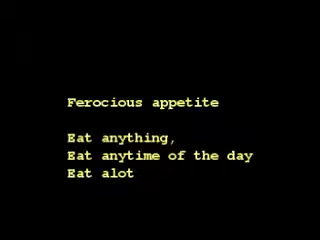 Ferocious appetite
Eat anything,
Eat anytime of the day
Eat alot